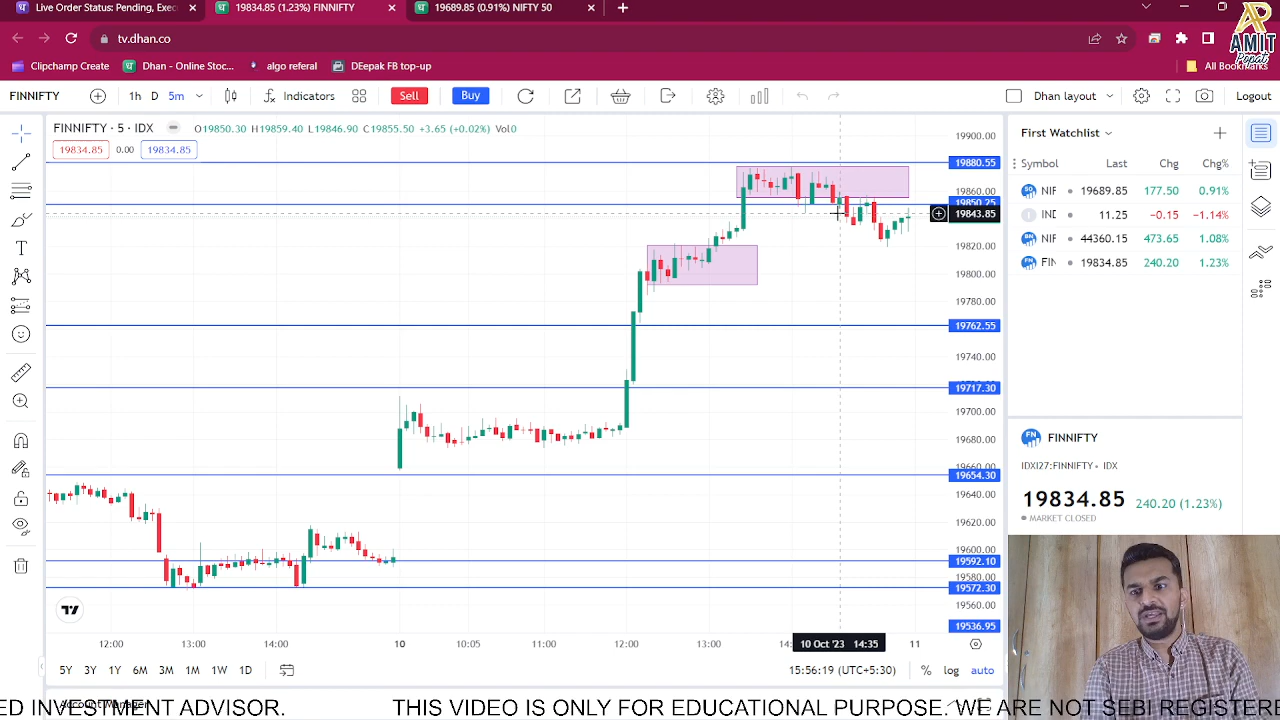 Live Order Status: Pending, Exec
19834.85 (1.23%) FINNIFTY
19689.85 (0.91%) NIFTY 50
tv.dhan.co
AP
AMIT
Popat
Clipchamp Create
Dhan - Online Stoc...
algo referal
DEepak FB top-up
All Bookmarks
FINNIFTY
1h
D
5m
Indicators
Sell
Buy
Dhan layout
Logout
FINNIFTY · 5 · IDX
O19850.30 H19859.40 L19846.90 C19855.50 +3.65 (+0.02%) Vol0
19834.85
0.00
19834.85
19900.00
19880.55
19860.00
19850.25
19843.85
19820.00
19800.00
19780.00
19762.55
19740.00
19717.30
19700.00
19680.00
19660.00
19654.30
19640.00
19620.00
19600.00
19592.10
19580.00
19572.30
19560.00
19536.95
12:00
13:00
14:00
10
10:05
11:00
12:00
13:00
14:
10 Oct '23 14:35
11
5Y
3Y
1Y
6M
3M
1M
1W
1D
15:56:19 (UTC+5:30)
%
log
auto
Account Manager
First Watchlist
Symbol Last Chg Chg%
NIF 19689.85 177.50 0.91%
IND 11.25 -0.15 -1.14%
NIF 44360.15 473.65 1.08%
FIN 19834.85 240.20 1.23%
FINNIFTY
IDXI27:FINNIFTY • IDX
19834.85 240.20 (1.23%)
MARKET CLOSED
ED INVESTMENT ADVISOR. THIS VIDEO IS ONLY FOR EDUCATIONAL PURPOSE. WE ARE NOT SEBI REGISTERE